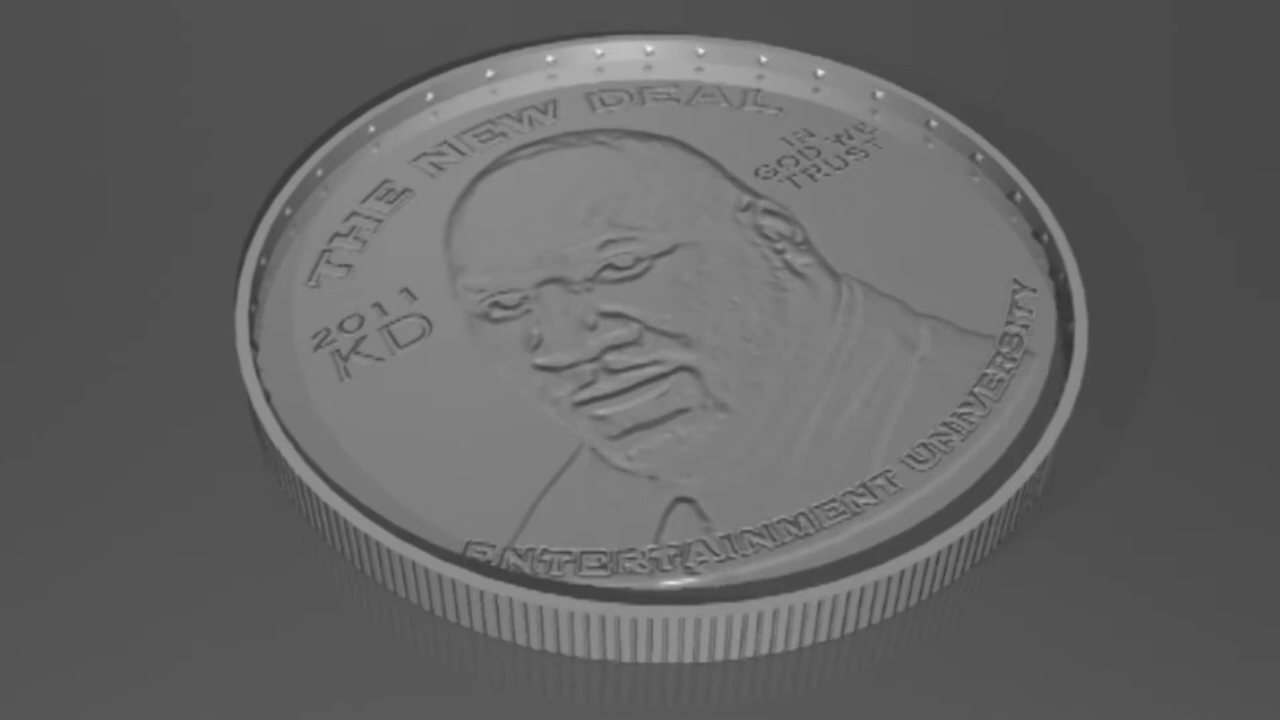 THE NEW DEAL
IN
GOD WE
TRUST
2011
KD
ENTERTAINMENT UNIVERSITY